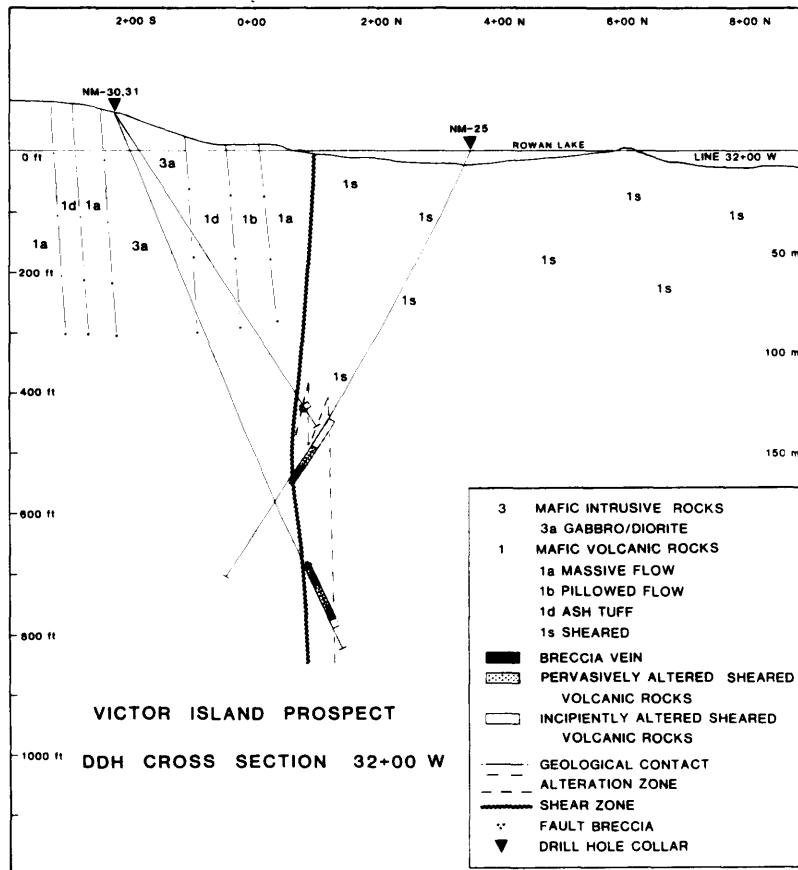 2+00 S 0+00 2+00 N 4+00 N 6+00 N 8+00 N
NM-30,31
NM-25
ROWAN LAKE
LINE 32+00 W
0 ft
3a
1s
1s
1s
1s
1d 1a
1d 1b 1a
1a
3a
1s
1s
1s
50 m
200 ft
100 m
1s
400 ft
150 m
600 ft
800 ft
1000 ft
VICTOR ISLAND PROSPECT
DDH CROSS SECTION 32+00 W
3 MAFIC INTRUSIVE ROCKS
3a GABBRO/DIORITE
1 MAFIC VOLCANIC ROCKS
1a MASSIVE FLOW
1b PILLOWED FLOW
1d ASH TUFF
1s SHEARED
BRECCIA VEIN
PERVASIVELY ALTERED SHEARED
VOLCANIC ROCKS
INCIPIENTLY ALTERED SHEARED
VOLCANIC ROCKS
GEOLOGICAL CONTACT
ALTERATION ZONE
SHEAR ZONE
FAULT BRECCIA
DRILL HOLE COLLAR